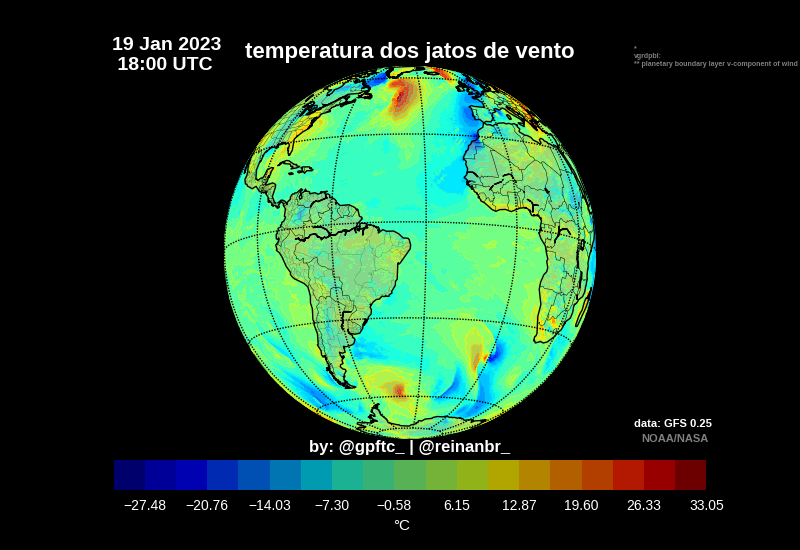 19 Jan 2023
18:00 UTC
temperatura dos jatos de vento
*
vgrdpbl:
** planetary boundary layer v-component of wind
data: GFS 0.25
NOAA/NASA
by: @gpftc_ | @reinanbr_
−27.48 −20.76 −14.03 −7.30 −0.58 6.15 12.87 19.60 26.33 33.05
°C